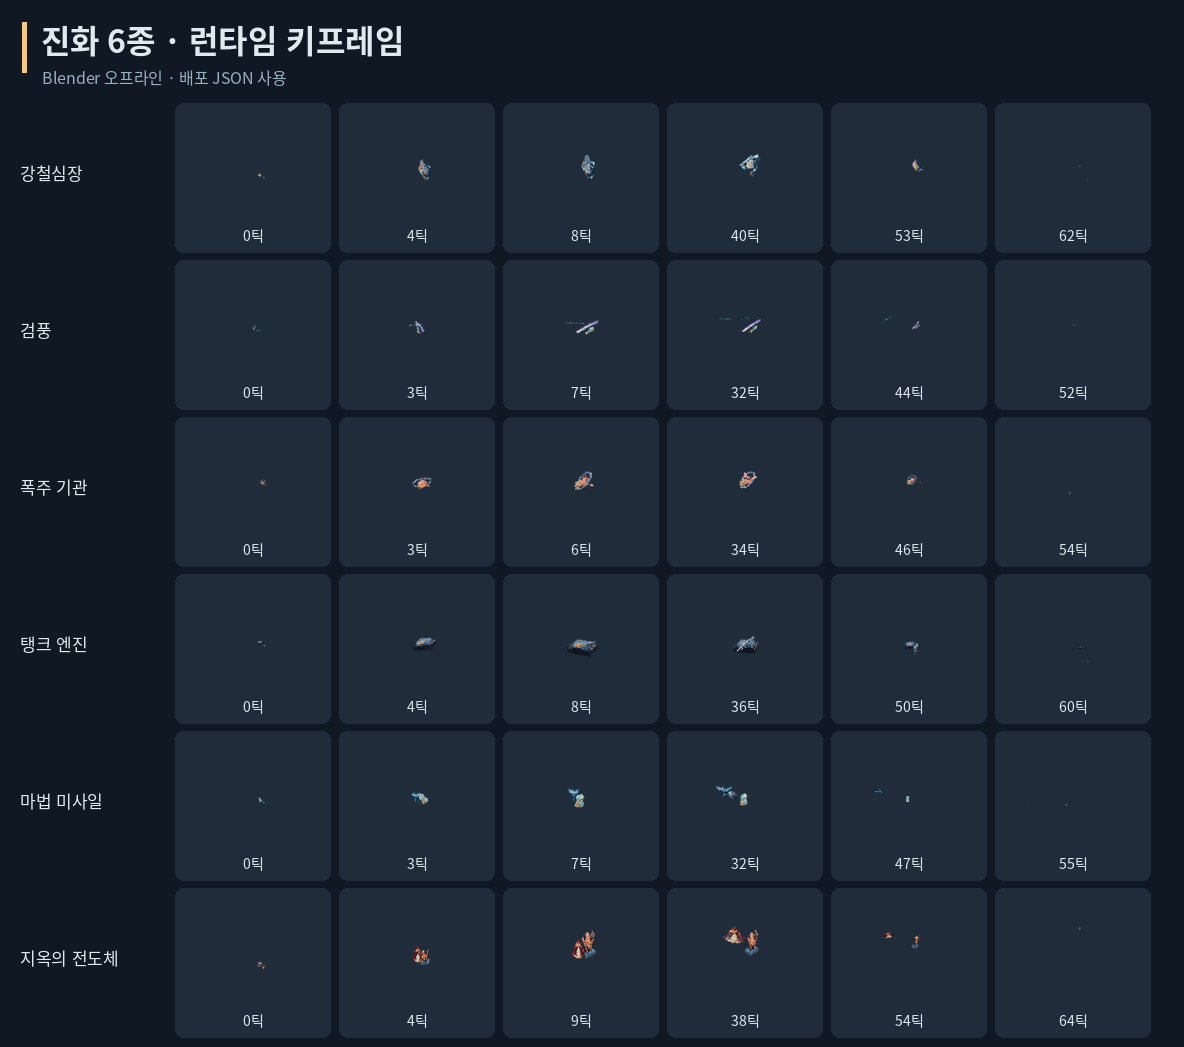 진화 6종 · 런타임 키프레임
Blender 오프라인 · 배포 JSON 사용
강철심장
0틱 4틱 8틱 40틱 53틱 62틱
검풍
0틱 3틱 7틱 32틱 44틱 52틱
폭주 기관
0틱 3틱 6틱 34틱 46틱 54틱
탱크 엔진
0틱 4틱 8틱 36틱 50틱 60틱
마법 미사일
0틱 3틱 7틱 32틱 47틱 55틱
지옥의 전도체
0틱 4틱 9틱 38틱 54틱 64틱